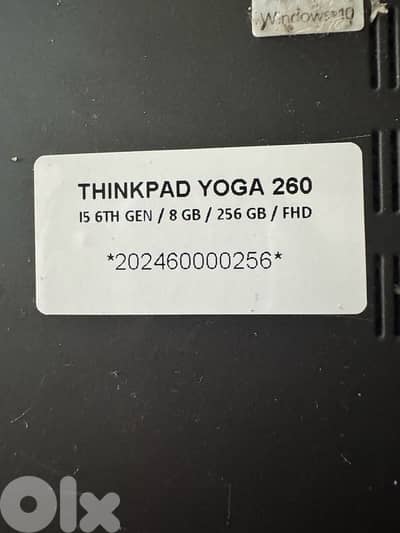 Windows 10
THINKPAD YOGA 260
I5 6TH GEN / 8 GB / 256 GB / FHD
*202460000256*
OLX